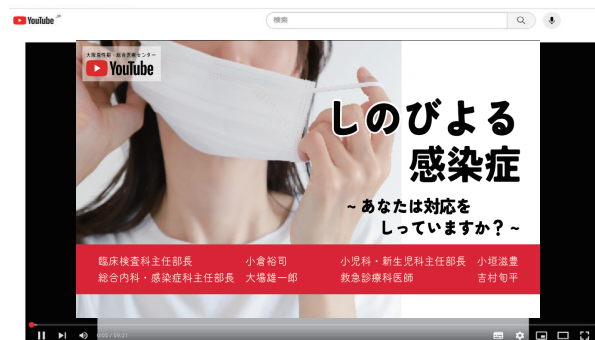 YouTube JP
検索
大阪急性期・総合医療センター
YouTube
しのびよる
感染症
~ あなたは対応を
しっていますか? ~
臨床検査科主任部長 小倉裕司 小児科・新生児科主任部長 小垣滋豊
総合内科・感染症科主任部長 大場雄一郎 救急診療科医師 吉村旬平